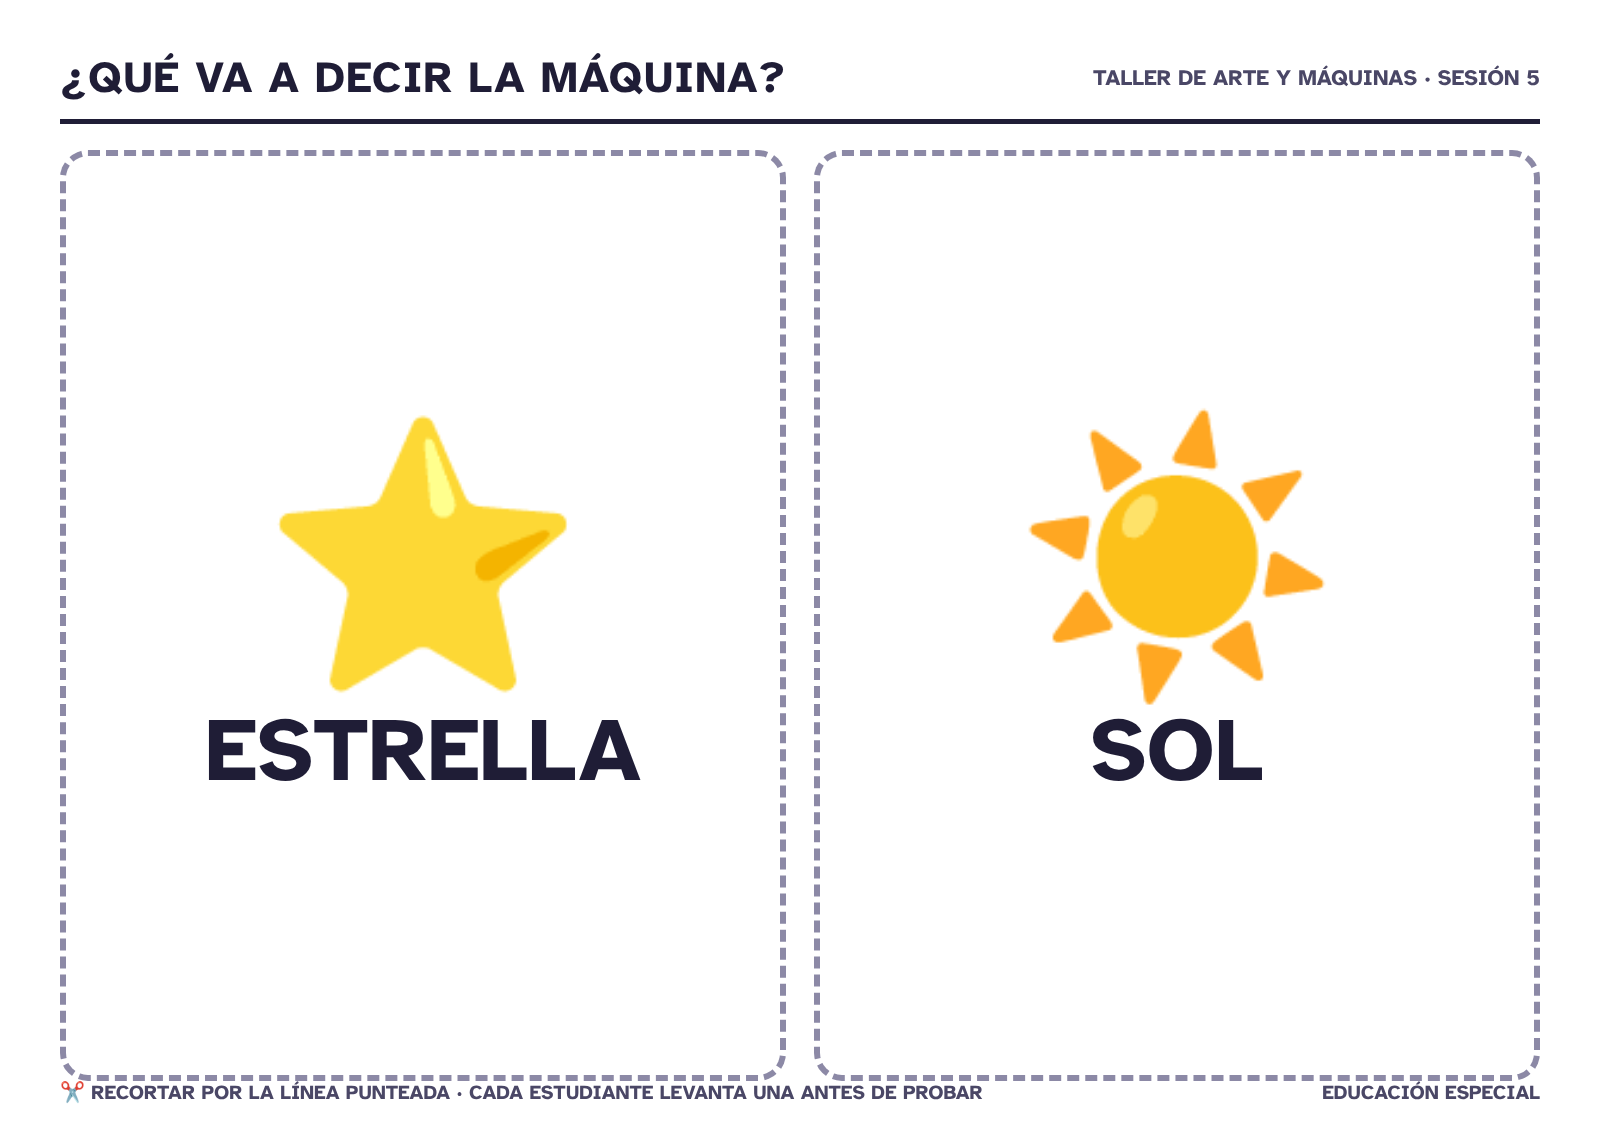 ¿QUÉ VA A DECIR LA MÁQUINA?
TALLER DE ARTE Y MÁQUINAS · SESIÓN 5
ESTRELLA
SOL
RECORTAR POR LA LÍNEA PUNTEADA · CADA ESTUDIANTE LEVANTA UNA ANTES DE PROBAR
EDUCACIÓN ESPECIAL